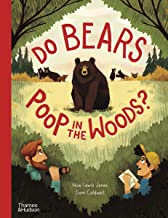 DO BEARS
POOP IN THE WOODS?
Huw Lewis Jones
Sam Caldwell
Thames & Hudson